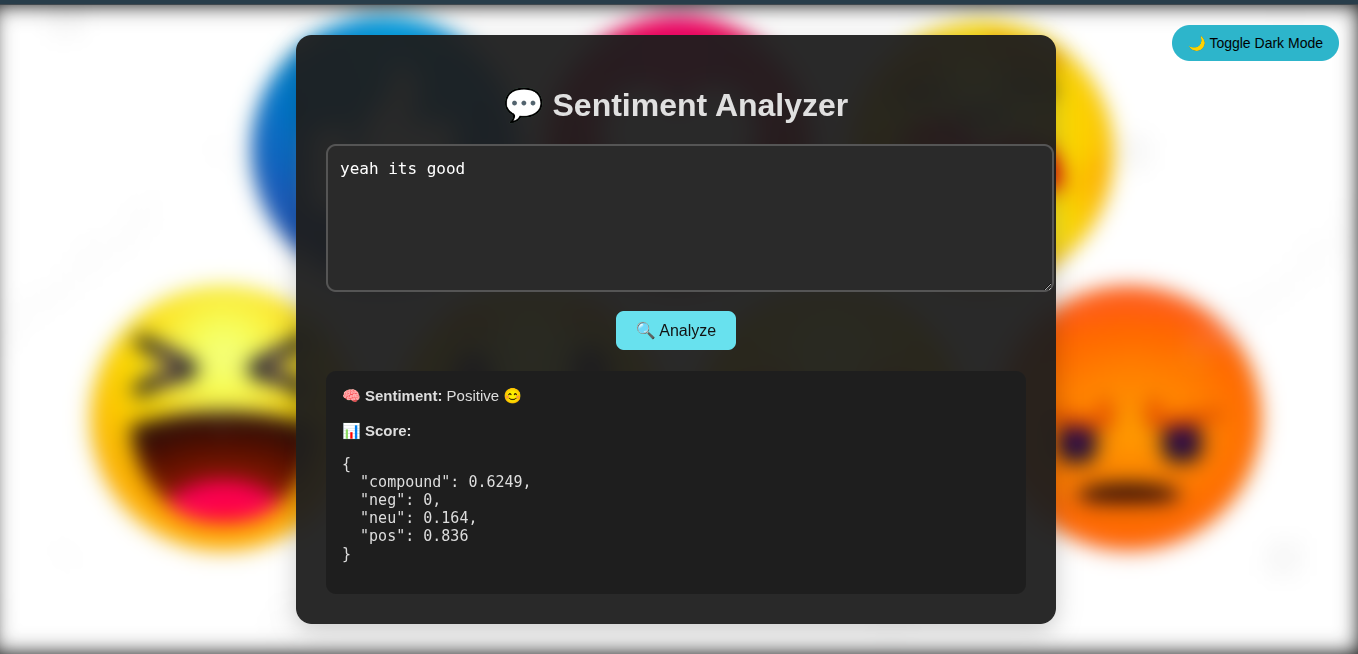 🌙 Toggle Dark Mode
💬 Sentiment Analyzer
yeah its good
🔍 Analyze
🧠 Sentiment: Positive 😊
📊 Score:
{
  "compound": 0.6249,
  "neg": 0,
  "neu": 0.164,
  "pos": 0.836
}